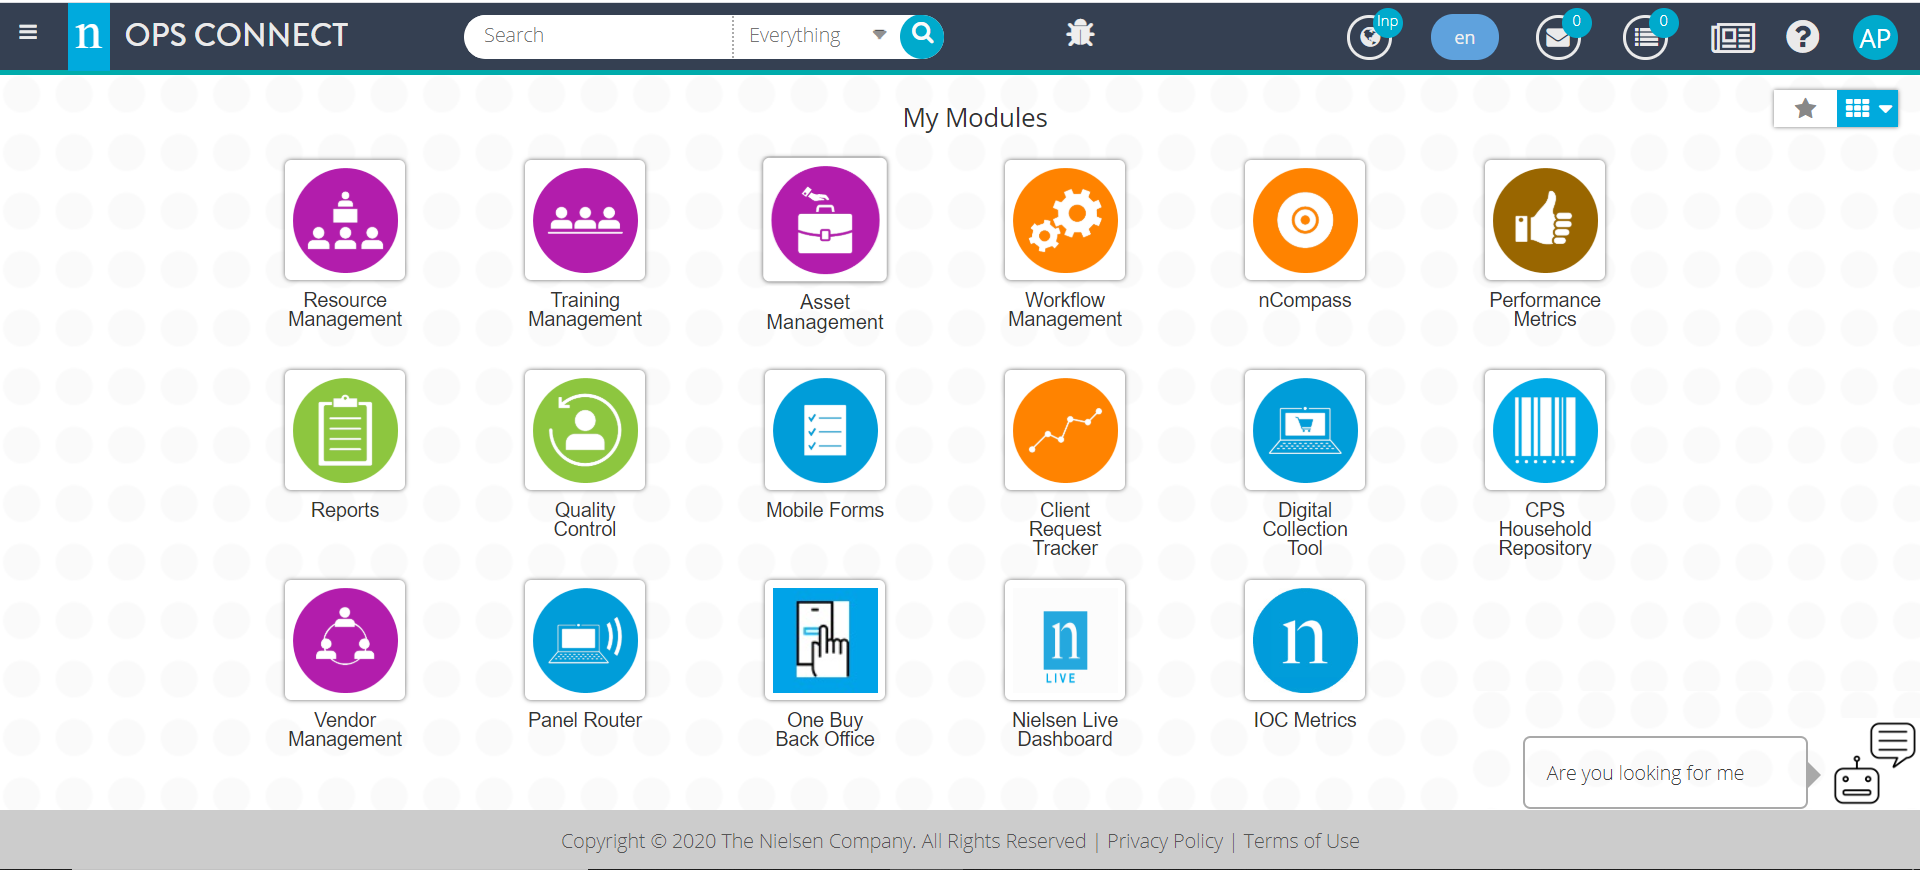 n OPS CONNECT Search Everything Inp en 0 0 AP
My Modules
Resource
Management
Training
Management
Asset
Management
Workflow
Management
nCompass
Performance
Metrics
Reports
Quality
Control
Mobile Forms
Client
Request
Tracker
Digital
Collection
Tool
CPS
Household
Repository
Vendor
Management
Panel Router
One Buy
Back Office
n
LIVE
Nielsen Live
Dashboard
n
IOC Metrics
Are you looking for me
Copyright © 2020 The Nielsen Company. All Rights Reserved | Privacy Policy | Terms of Use